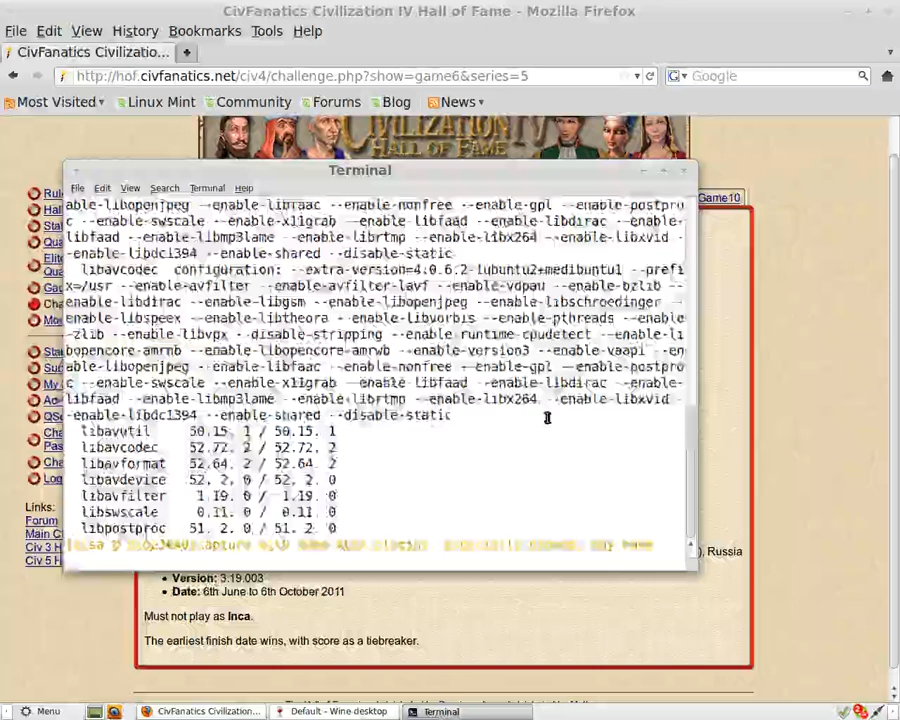 CivFanatics Civilization IV Hall of Fame - Mozilla Firefox
File Edit View History Bookmarks Tools Help
CivFanatics Civilizatio...
http://hof.civfanatics.net/civ4/challenge.php?show=game6&series=5
Google
Most Visited Linux Mint Community Forums Blog News
CIVILIZATION IV
HALL OF FAME
Terminal
File Edit View Search Terminal Help
able-libopenjpeg --enable-libfaac --enable-nonfree --enable-gpl --enable-postpro
c --enable-swscale --enable-x11grab --enable-libfaad --enable-libdirac --enable-
libfaad --enable-libmp3lame --enable-librtmp --enable-libx264 --enable-libxvid -
-enable-libdc1394 --enable-shared --disable-static
libavcodec configuration: --extra-version=4:0.6.2-1ubuntu2+medibuntu1 --prefi
x=/usr --enable-avfilter --enable-avfilter-lavf --enable-vdpau --enable-bzlib --
enable-libdirac --enable-libgsm --enable-libopenjpeg --enable-libschroedinger --
enable-libspeex --enable-libtheora --enable-libvorbis --enable-pthreads --enable
-zlib --enable-libvpx --disable-stripping --enable-runtime-cpudetect --enable-li
bopencore-amrnb --enable-libopencore-amrwb --enable-version3 --enable-vaapi --en
able-libopenjpeg --enable-libfaac --enable-nonfree --enable-gpl --enable-postpro
c --enable-swscale --enable-x11grab --enable-libfaad --enable-libdirac --enable-
libfaad --enable-libmp3lame --enable-librtmp --enable-libx264 --enable-libxvid -
-enable-libdc1394 --enable-shared --disable-static
libavutil 50.15. 1 / 50.15. 1
libavcodec 52.72. 2 / 52.72. 2
libavformat 52.64. 2 / 52.64. 2
libavdevice 52. 2. 0 / 52. 2. 0
libavfilter 1.19. 0 / 1.19. 0
libswscale 0.11. 0 / 0.11. 0
libpostproc 51. 2. 0 / 51. 2. 0
Game10
), Russia
Links:
Forum
Main C
Civ 3 H
Civ 5 H
Version: 3.19.003
Date: 6th June to 6th October 2011
Must not play as Inca.
The earliest finish date wins, with score as a tiebreaker.
Menu CivFanatics Civilizatio... Default - Wine desktop Terminal